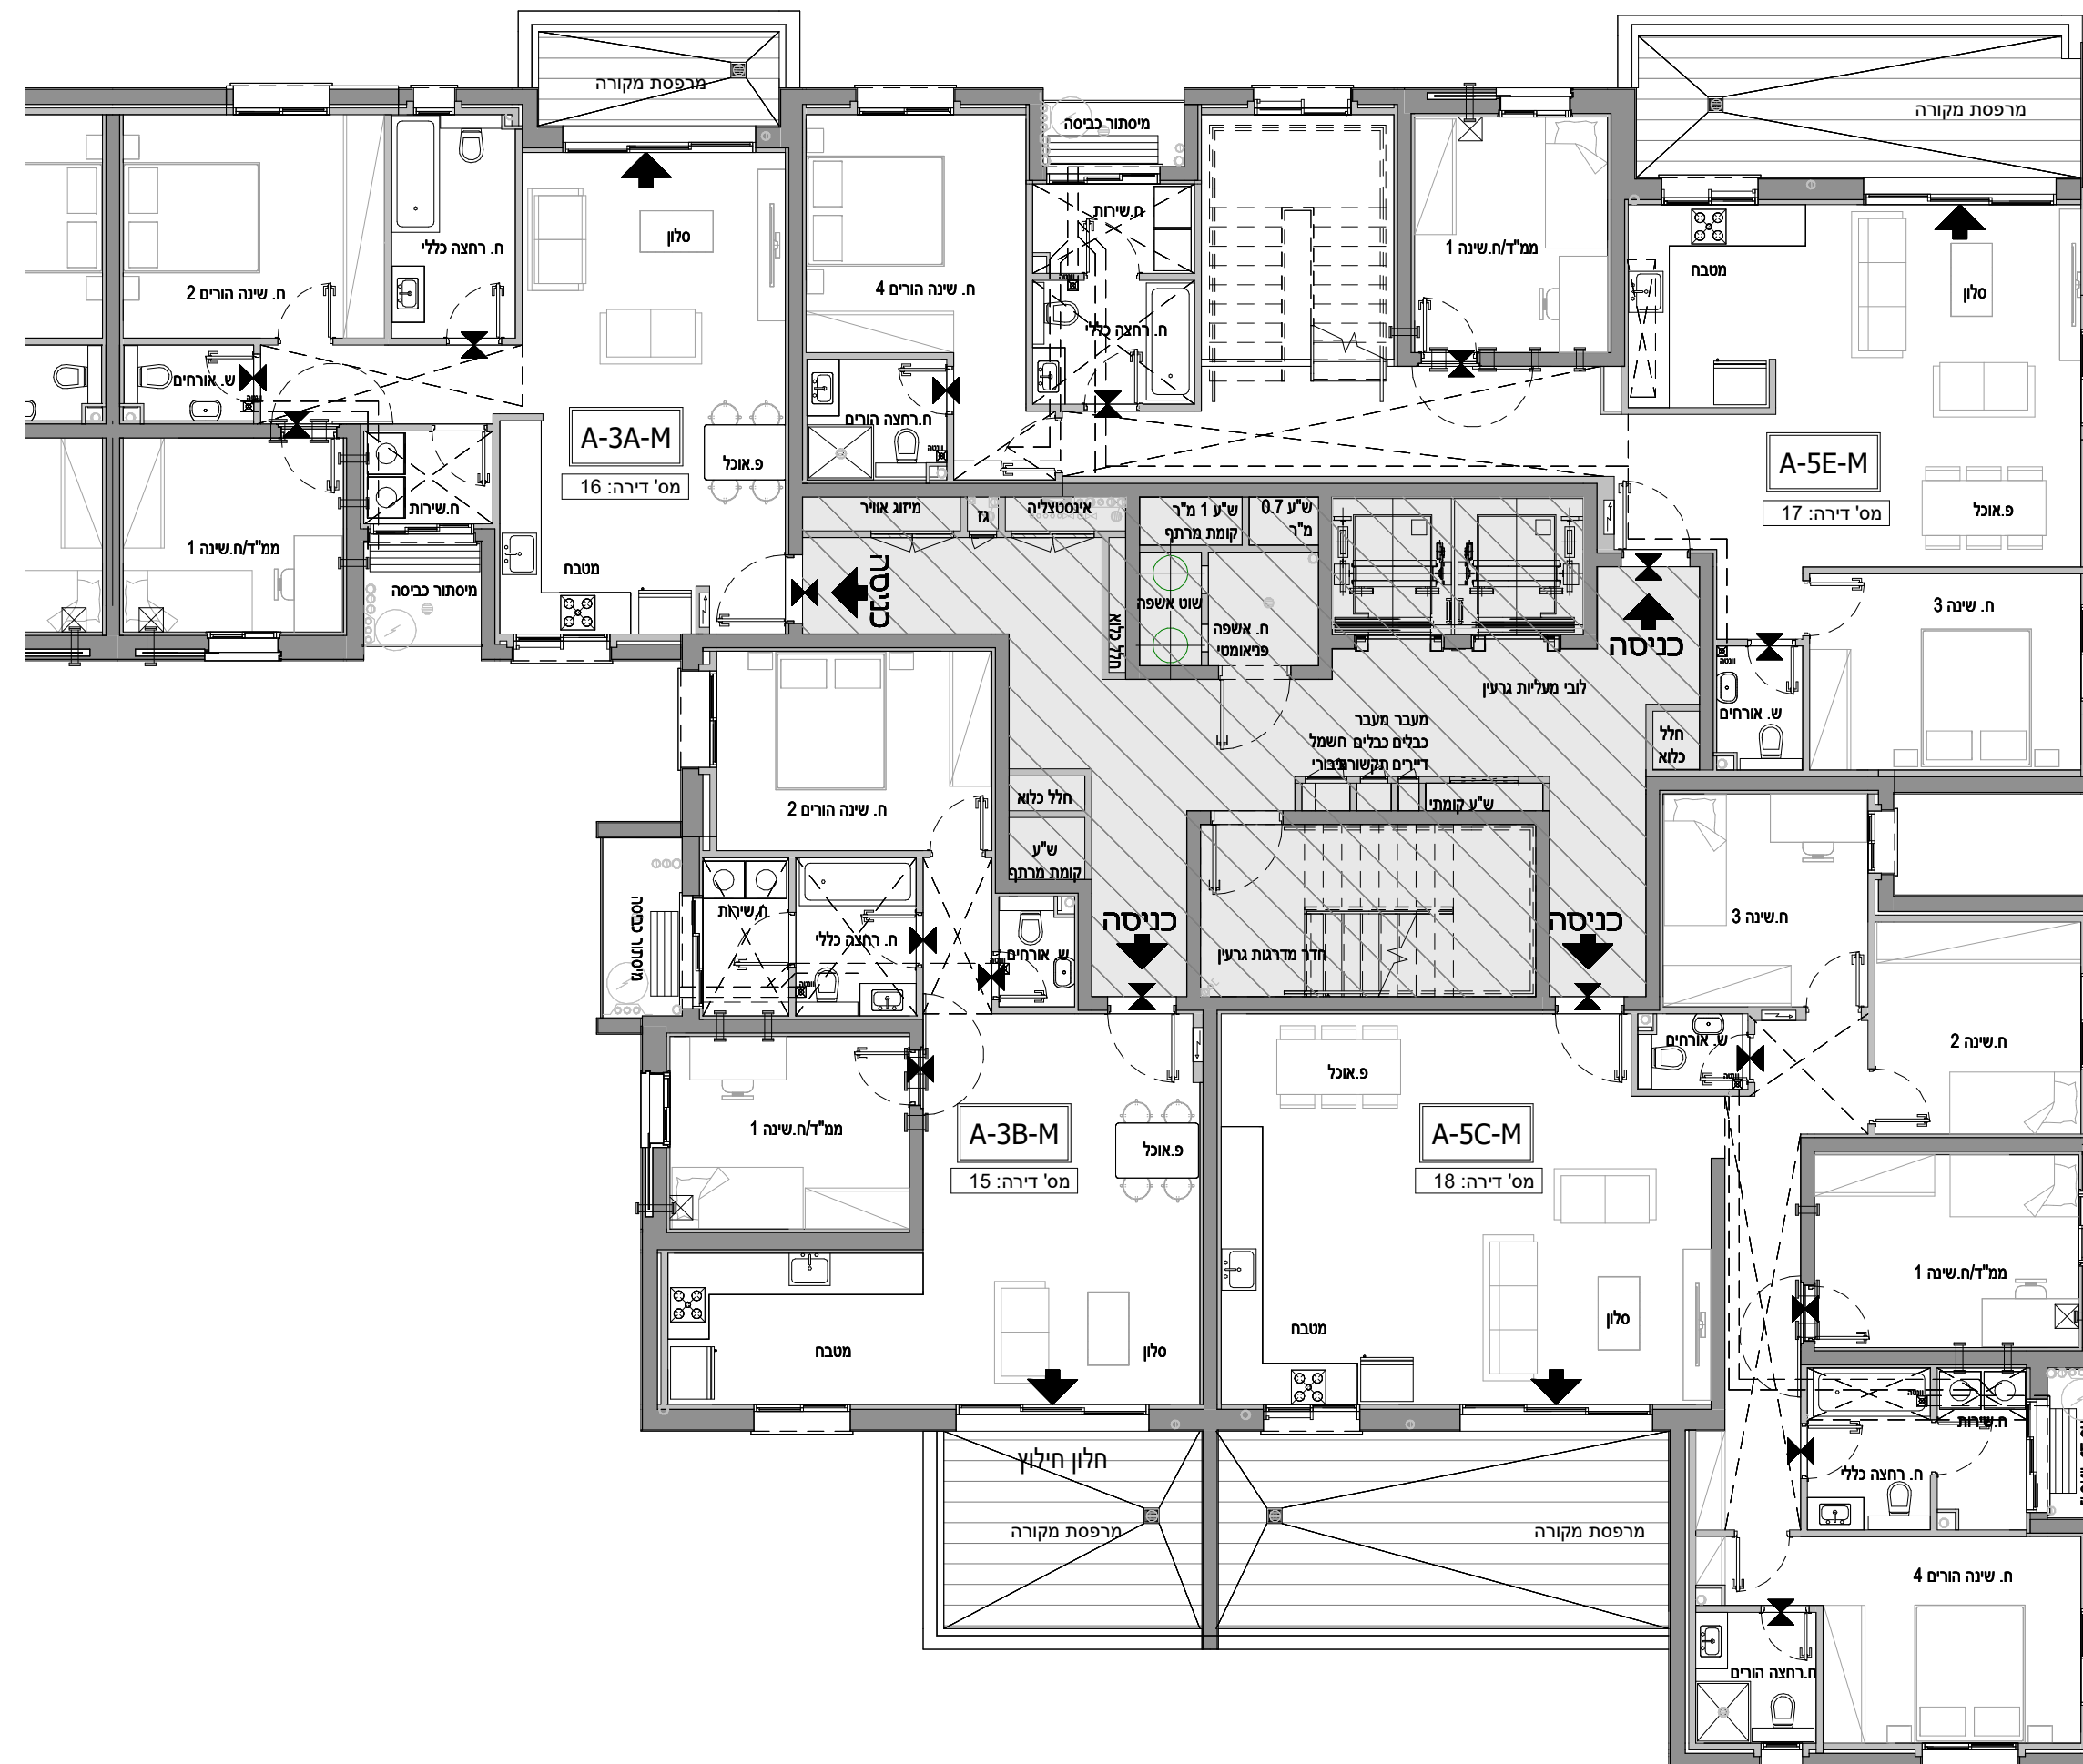 מרפסת מקורה
מרפסת מקורה
מיסתור כביסה
ח.שירות
ח. רחצה כללי
סלון
ח. שינה הורים 2
ש. אורחים
ח. שינה הורים 4
ח. רחצה כללי
ממ"ד/ח.שינה 1
מטבח
סלון
ח.רחצה הורים
A-3A-M
מס' דירה: 16
פ.אוכל
A-5E-M
מס' דירה: 17
פ.אוכל
ח.שירות
ממ"ד/ח.שינה 1
מיסתור כביסה
מטבח
מיזוג אוויר
גז
אינסטצליה
ש"ע 1 מ"ר
קומת מרתף
ש"ע 0.7
מ"ר
כניסה
חלל כלוא
שוט אשפה
ח. אשפה
פניאומטי
כניסה
ח. שינה 3
לובי מעליות גרעין
ש. אורחים
חלל
כלוא
מעבר מעבר
כבלים כבלים חשמל
דיירים תקשורת
ש"ע קומתי
ח. שינה הורים 2
חלל כלוא
ש"ע
קומת מרתף
מיסתור כביסה
ח.שירות
ח. רחצה כללי
ש. אורחים
כניסה
חדר מדרגות גרעין
כניסה
ח.שינה 3
ח.שינה 2
ש. אורחים
ממ"ד/ח.שינה 1
A-3B-M
מס' דירה: 15
פ.אוכל
פ.אוכל
A-5C-M
מס' דירה: 18
ממ"ד/ח.שינה 1
מטבח
סלון
מטבח
סלון
ח.שירות
ח. רחצה כללי
חלון חילוץ
מרפסת מקורה
מרפסת מקורה
ח. שינה הורים 4
ח.רחצה הורים